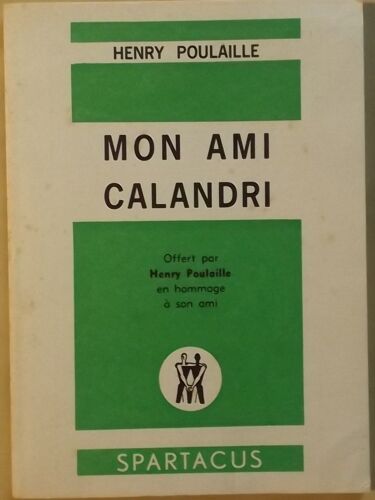 HENRY POULAILLE
MON AMI
CALANDRI
Offert par
Henry Poulaille
en hommage
à son ami
SPARTACUS